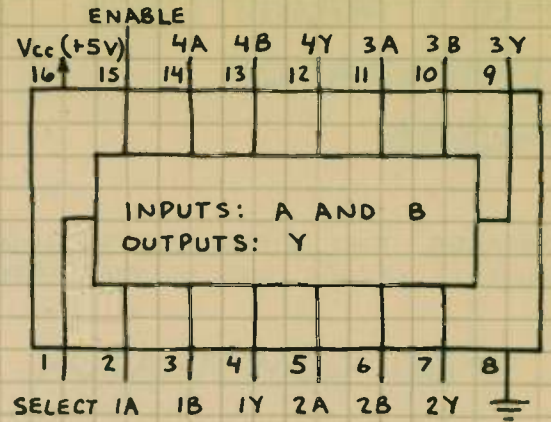 ENABLE
Vcc (+5V) 4A 4B 4Y 3A 3B 3Y
16 15 14 13 12 11 10 9
INPUTS: A AND B
OUTPUTS: Y
1 2 3 4 5 6 7 8
SELECT 1A 1B 1Y 2A 2B 2Y